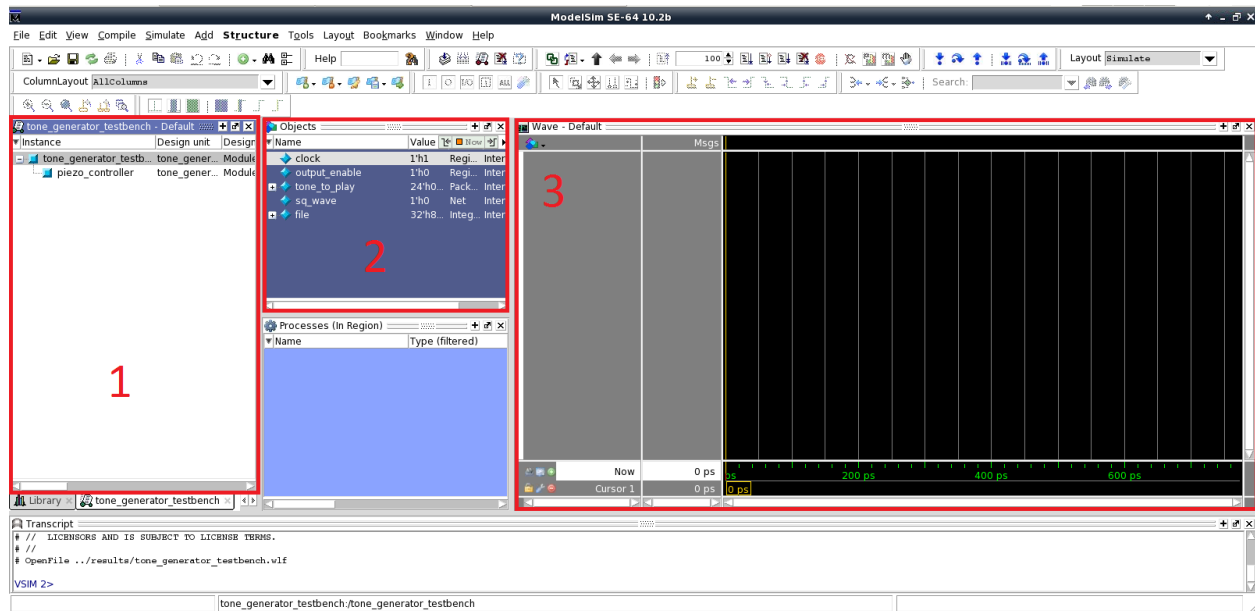 ModelSim SE-64 10.2b
File Edit View Compile Simulate Add Structure Tools Layout Bookmarks Window Help
Help 100 Layout Simulate
ColumnLayout AllColumns Search:
tone_generator_testbench - Default
Instance Design unit Design
tone_generator_testb... tone_gener... Module
piezo_controller tone_gener... Module
1
Library tone_generator_testbench
Objects
Name Value Now
clock 1'h1 Regi... Inter
output_enable 1'h0 Regi... Inter
tone_to_play 24'h0... Pack... Inter
sq_wave 1'h0 Net Inter
file 32'h8... Integ... Inter
2
Processes (In Region)
Name Type (filtered)
Wave - Default
Msgs
3
Now 0 ps
ps 200 ps 400 ps 600 ps
Cursor 1 0 ps 0 ps
Transcript
# // LICENSORS AND IS SUBJECT TO LICENSE TERMS.
# //
# OpenFile ../results/tone_generator_testbench.wlf
VSIM 2>
tone_generator_testbench:/tone_generator_testbench